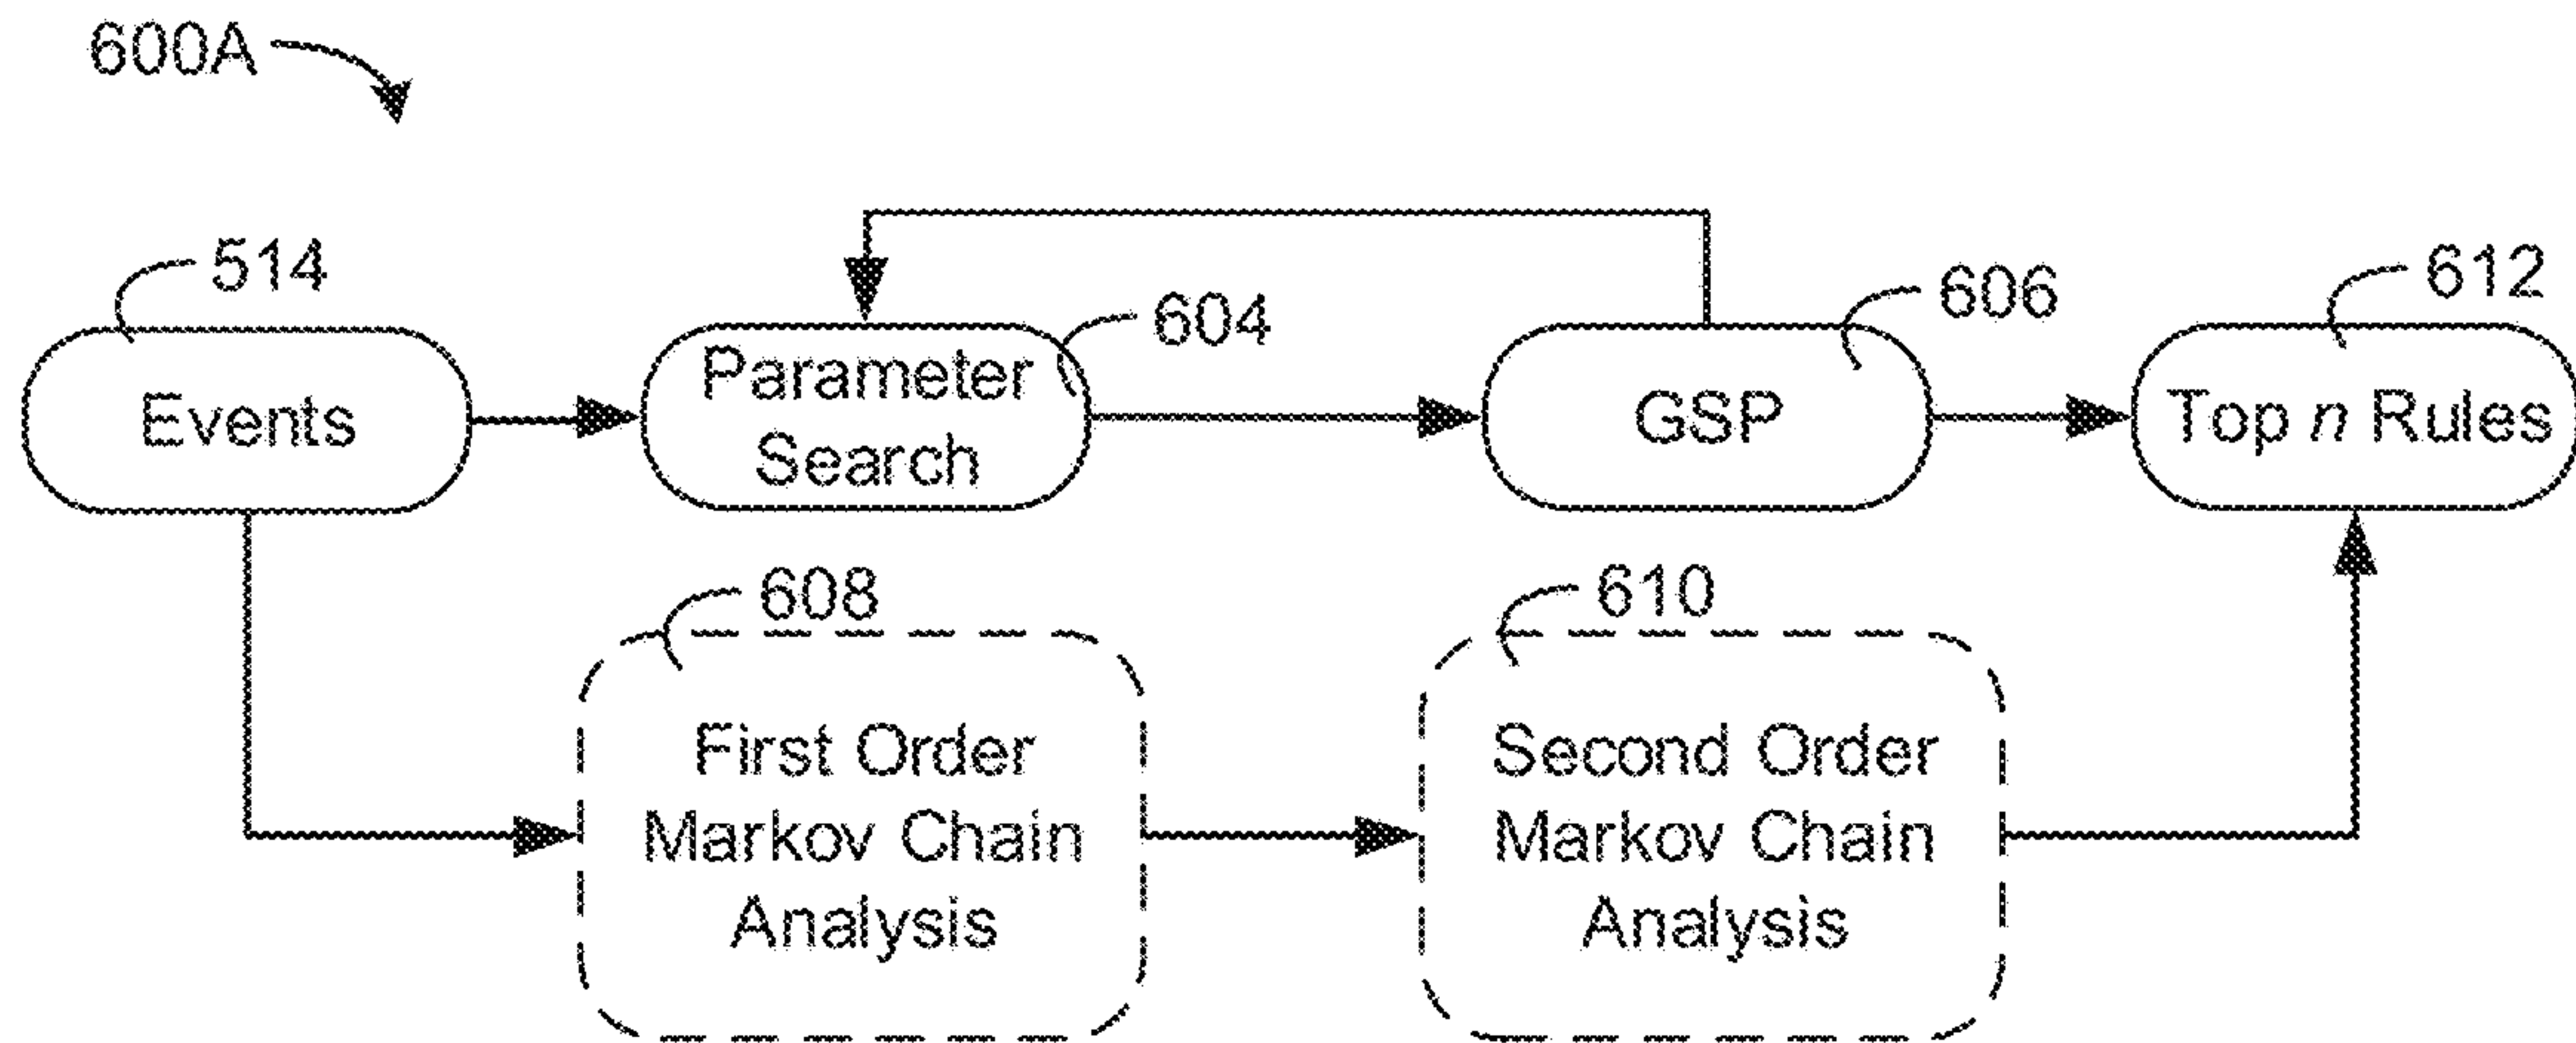 600A
514
Events
604
Parameter
Search
606
GSP
612
Top n Rules
608
First Order
Markov Chain
Analysis
610
Second Order
Markov Chain
Analysis